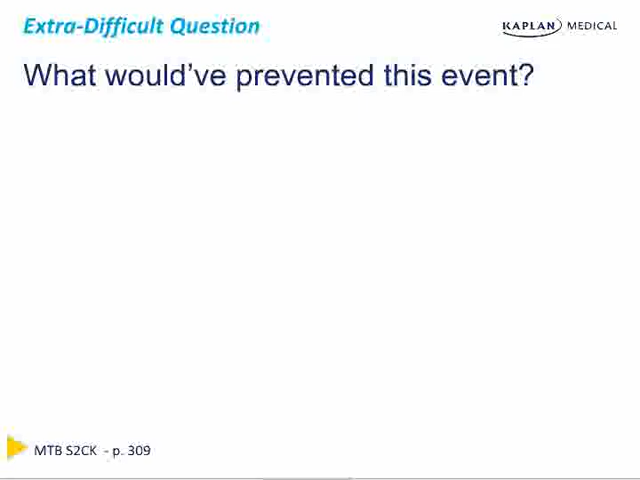 Extra-Difficult Question
KAPLAN MEDICAL
What would've prevented this event?
MTB S2CK - p. 309